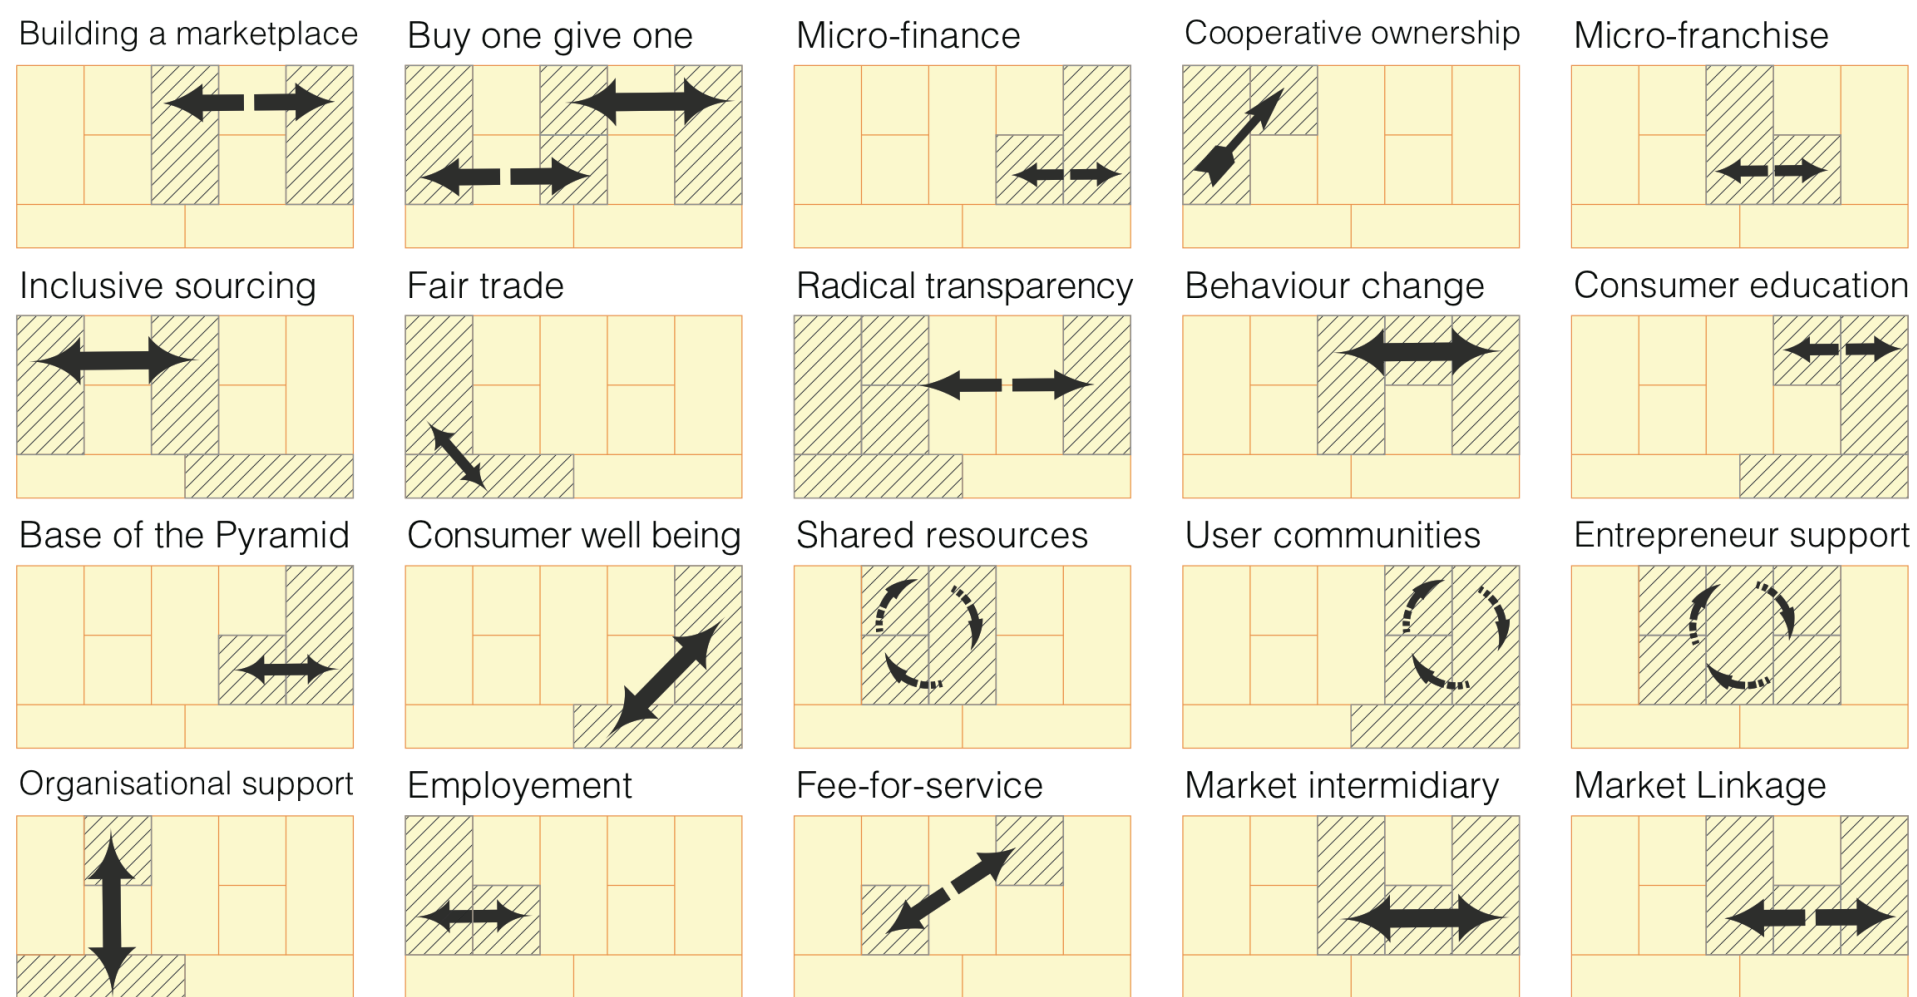 Building a marketplace
Buy one give one
Micro-finance
Cooperative ownership
Micro-franchise
Inclusive sourcing
Fair trade
Radical transparency
Behaviour change
Consumer education
Base of the Pyramid
Consumer well being
Shared resources
User communities
Entrepreneur support
Organisational support
Employement
Fee-for-service
Market intermidiary
Market Linkage